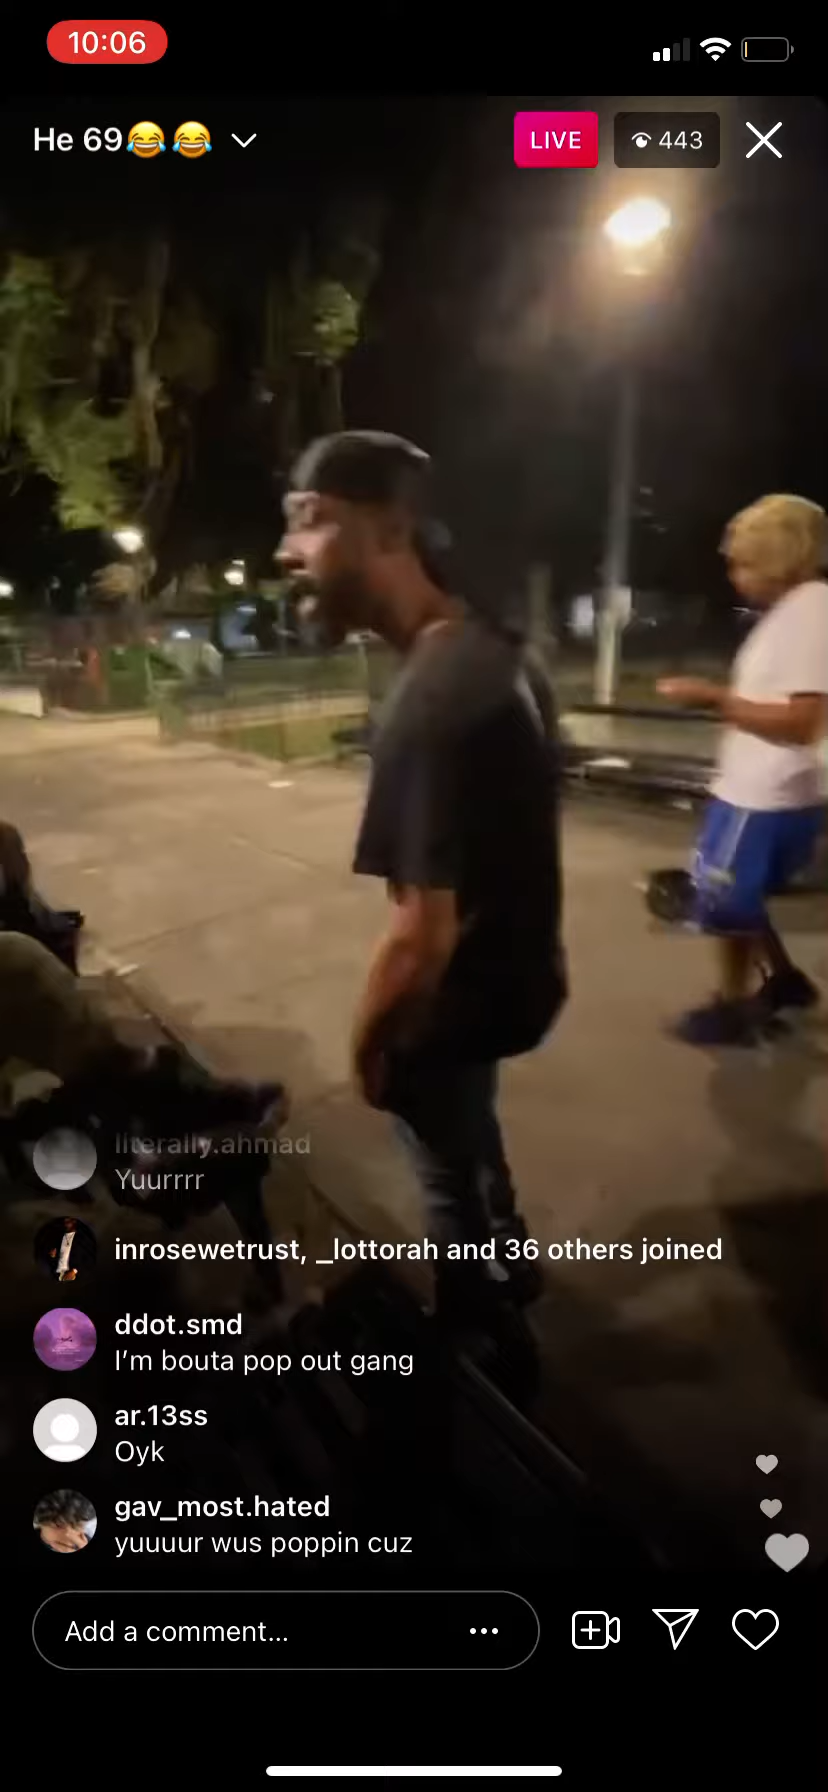 10:06
He 69😂😂
LIVE
443
literally.ahmad
Yuurrrr
inrosewetrust, _lottorah and 36 others joined
ddot.smd
I'm bouta pop out gang
ar.13ss
Oyk
gav_most.hated
yuuuur wus poppin cuz
Add a comment...